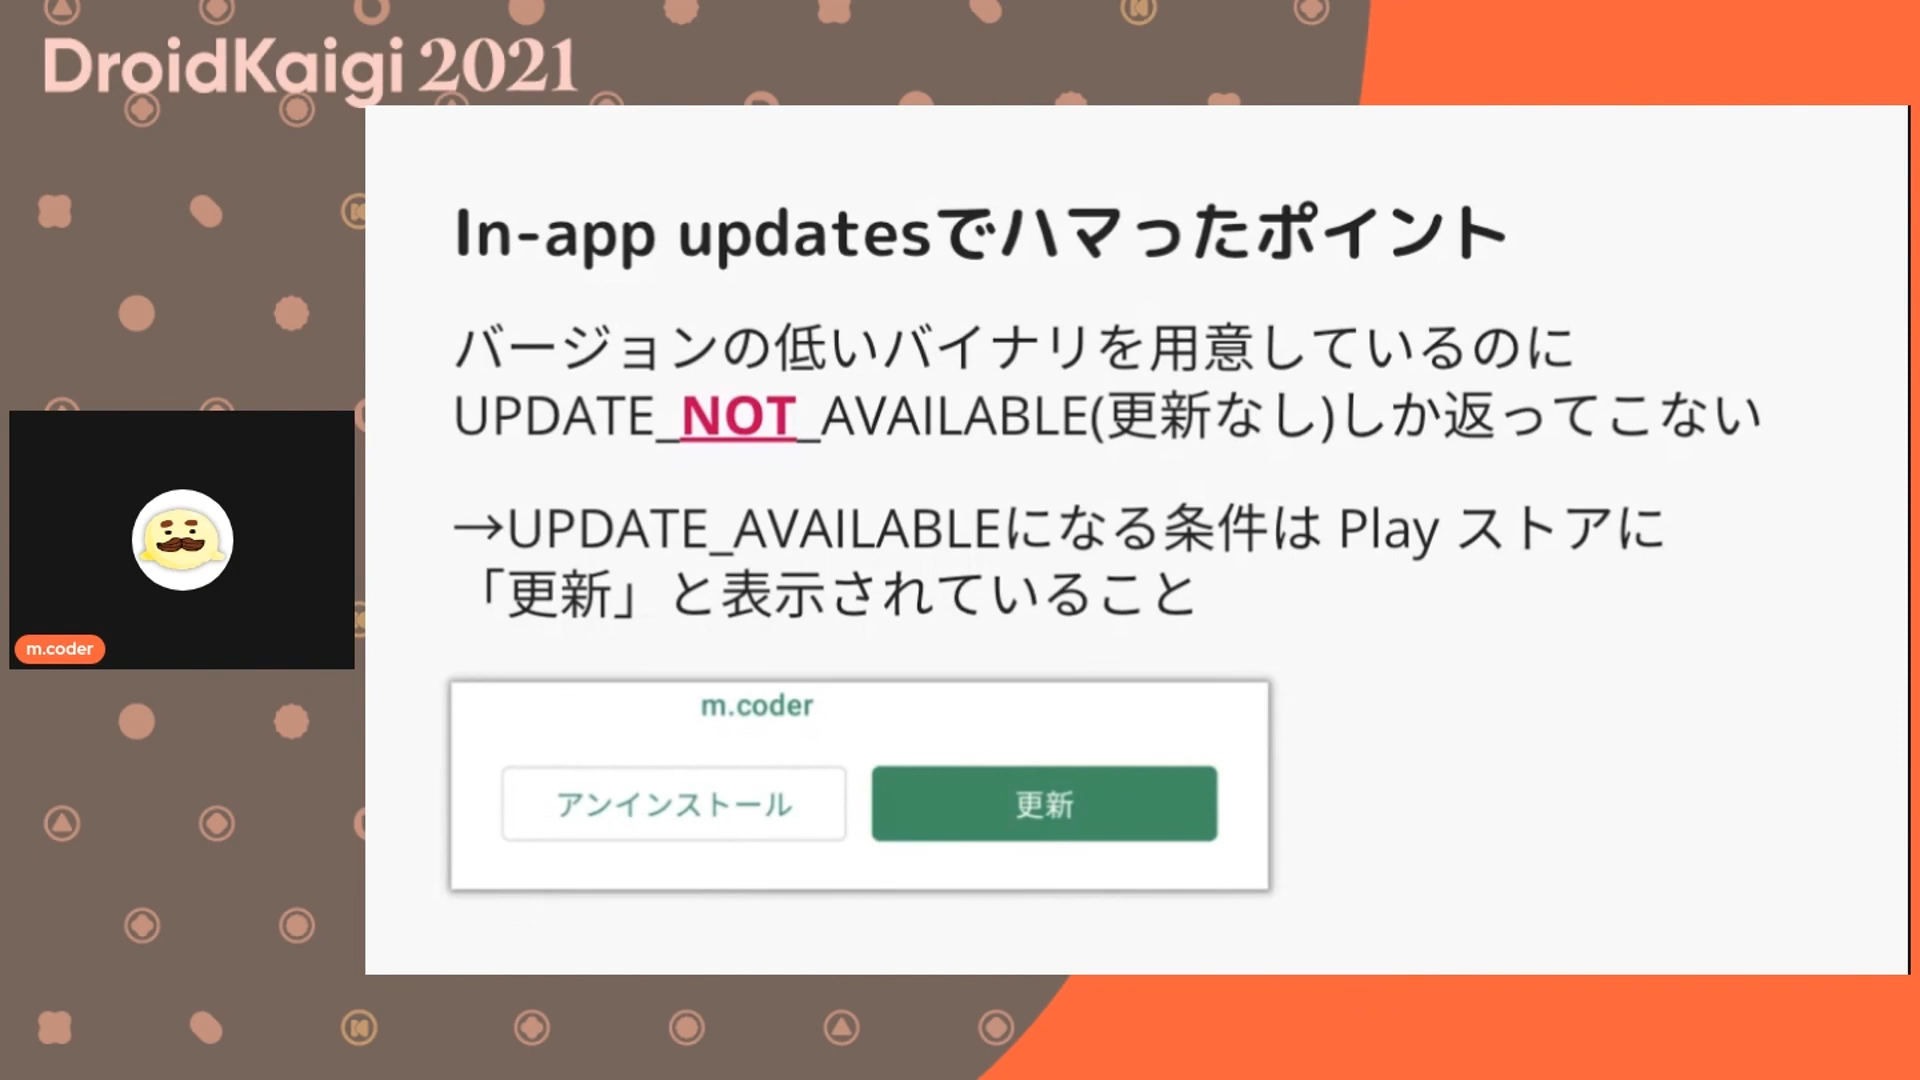 DroidKaigi 2021
In-app updatesでハマったポイント
バージョンの低いバイナリを用意しているのに
UPDATE_NOT_AVAILABLE(更新なし)しか返ってこない
→UPDATE_AVAILABLEになる条件は Play ストアに
「更新」と表示されていること
m.coder
m.coder
アンインストール
更新